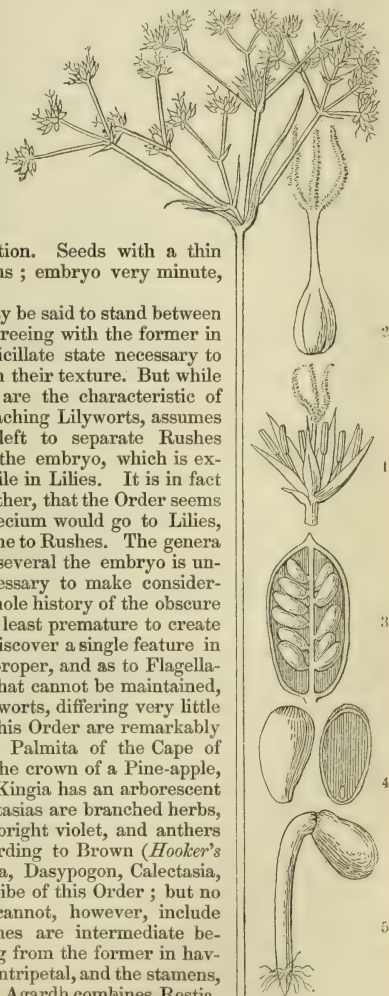 tion. Seeds with a thin
ns ; embryo very minute,
y be said to stand between
reeing with the former in
icillate state necessary to
n their texture. But while
are the characteristic of
aching Lilyworts, assumes
left to separate Rushes
the embryo, which is ex-
ile in Lilies. It is in fact
ther, that the Order seems
ecium would go to Lilies,
ne to Rushes. The genera
several the embryo is un-
essary to make consider-
hole history of the obscure
least premature to create
iscover a single feature in
proper, and as to Flagella-
hat cannot be maintained,
worts, differing very little
his Order are remarkably
Palmita of the Cape of
he crown of a Pine-apple,
Kingia has an arborescent
tasias are branched herbs,
bright violet, and anthers
rding to Brown (Hooker's
a, Dasypogon, Calectasia,
ibe of this Order ; but no
cannot, however, include
nes are intermediate be-
g from the former in hav-
ntripetal, and the stamens,
Agardh combines Restia-
2
1
3
4
5